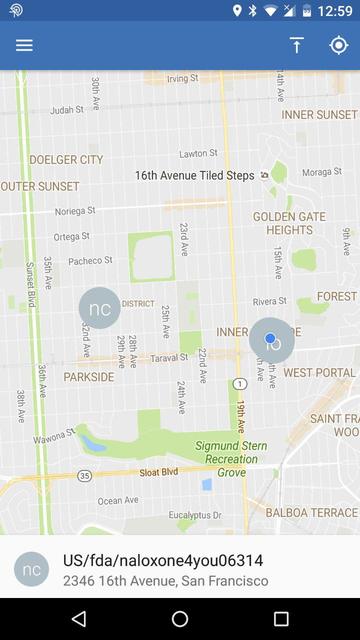 12:59
Irving St
30th Ave
14th Ave
Judah St
INNER SUNSET
Lawton St
DOELGER CITY
16th Avenue Tiled Steps
Moraga St
OUTER SUNSET
Noriega St
GOLDEN GATE
HEIGHTS
Ortega St
23rd Ave
9th Ave
35th Ave
Pacheco St
15th Ave
Sunset Blvd
nc
DISTRICT
Rivera St
FOREST
25th Ave
32nd Ave
INNER
28th Ave
29th Ave
Taraval St
22nd Ave
36th Ave
PARKSIDE
WEST PORTAL
24th Ave
1
38th Ave
19th Ave
SAINT FRA
WOO
Wawona St
Sigmund Stern
Recreation
Grove
35
Sloat Blvd
Ocean Ave
BALBOA TERRACE
Eucalyptus Dr
nc
US/fda/naloxone4you06314
2346 16th Avenue, San Francisco